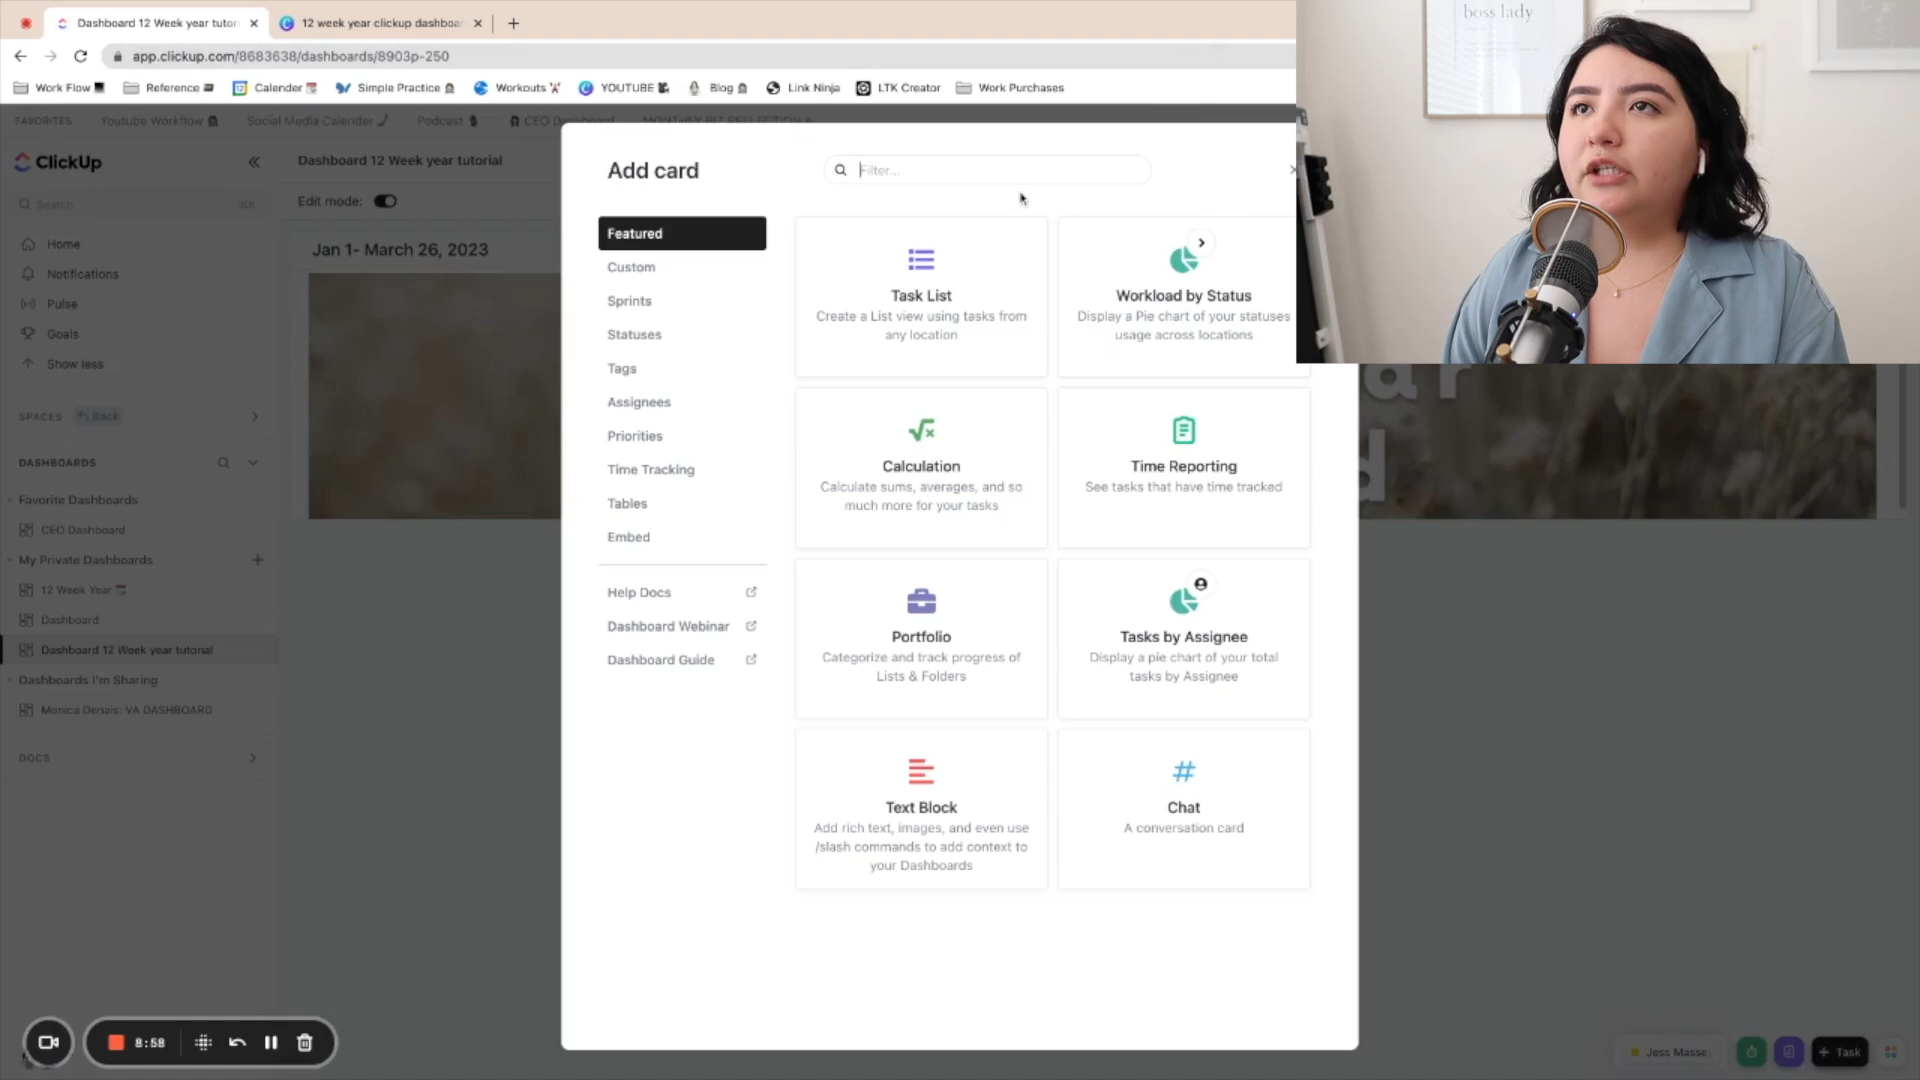 Dashboard 12 Week year tutor
12 week year clickup dashboar
app.clickup.com/8683638/dashboards/8903p-250
Work Flow
Reference
Calender
Simple Practice
Workouts
YOUTUBE
Blog
Link Ninja
LTK Creator
Work Purchases
FAVORITES
Youtube Workflow
Social Media Calender
Podcast
CEO Dashboard
MONTHLY BIZ REFLECTION
ClickUp
Search
⌘K
Home
Notifications
Pulse
Goals
Show less
SPACES
Back
DASHBOARDS
Favorite Dashboards
CEO Dashboard
My Private Dashboards
12 Week Year
Dashboard
Dashboard 12 Week year tutorial
Dashboards I'm Sharing
Monica Denais: VA DASHBOARD
DOCS
Dashboard 12 Week year tutorial
Edit mode:
Jan 1- March 26, 2023
Add card
Filter...
Featured
Custom
Sprints
Statuses
Tags
Assignees
Priorities
Time Tracking
Tables
Embed
Help Docs
Dashboard Webinar
Dashboard Guide
Task List
Create a List view using tasks from
any location
Workload by Status
Display a Pie chart of your statuses
usage across locations
Calculation
Calculate sums, averages, and so
much more for your tasks
Time Reporting
See tasks that have time tracked
Portfolio
Categorize and track progress of
Lists & Folders
Tasks by Assignee
Display a pie chart of your total
tasks by Assignee
Text Block
Add rich text, images, and even use
/slash commands to add context to
your Dashboards
Chat
A conversation card
boss lady
ar
d
8:58
Jess Masse
+ Task